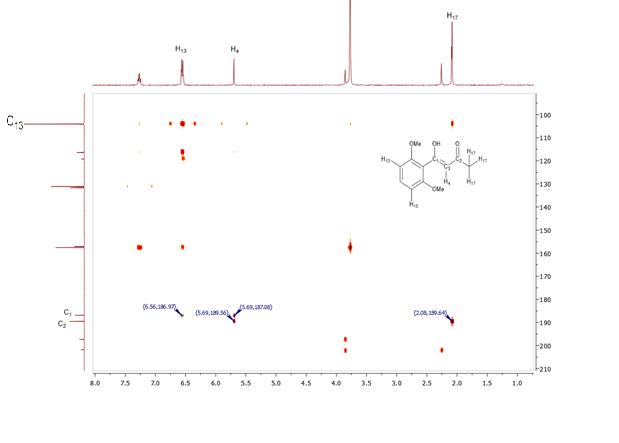 H17
H13
H4
C13
100
110
120
130
140
150
160
170
180
190
200
210
OMe
OH
O
H13
C1
C2
C3
H17
H17
H17
H4
OMe
H13
{6.56,186.97}
{5.69,189.56}
{5.69,187.08}
{2.08,189.64}
C1
C2
8.0 7.5 7.0 6.5 6.0 5.5 5.0 4.5 4.0 3.5 3.0 2.5 2.0 1.5 1.0